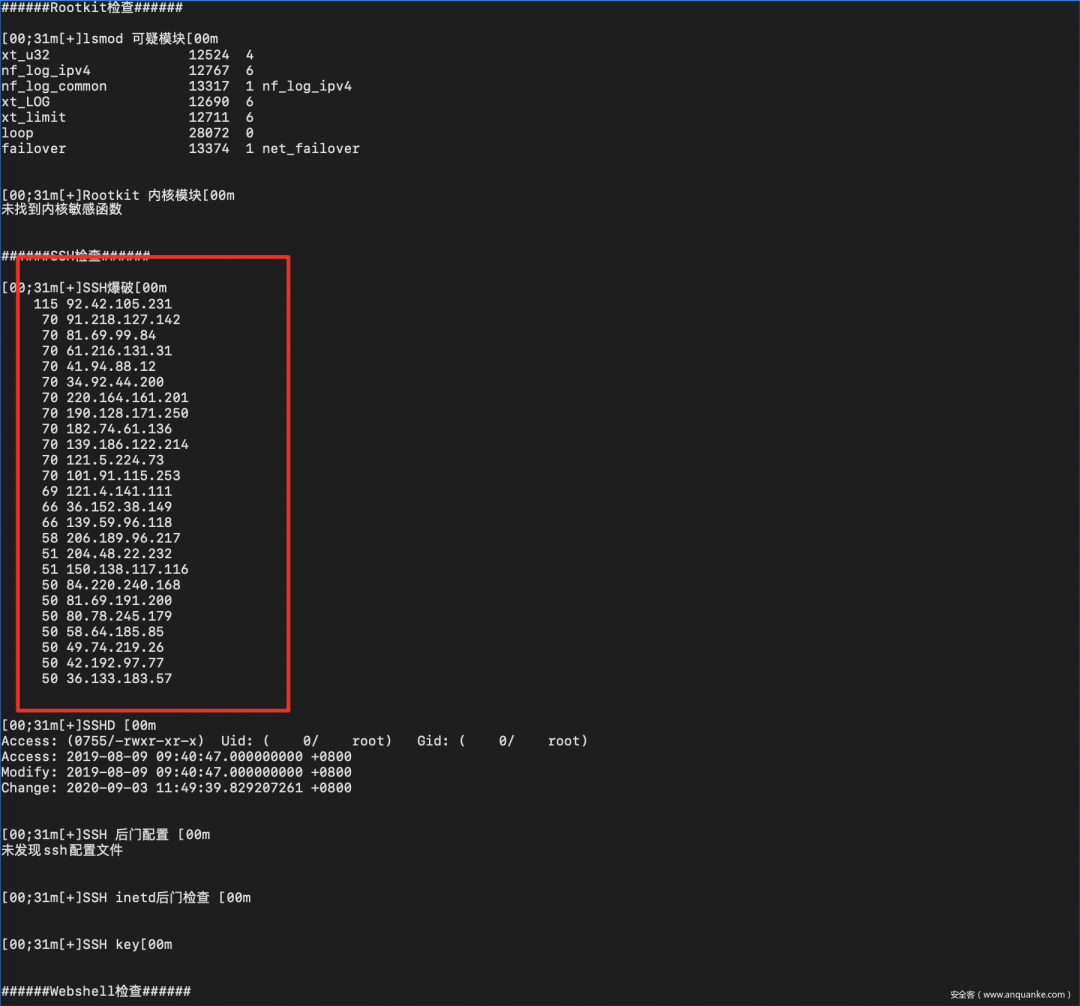 ######Rootkit检查######
[00;31m[+]lsmod 可疑模块[00m
xt_u32 12524 4
nf_log_ipv4 12767 6
nf_log_common 13317 1 nf_log_ipv4
xt_LOG 12690 6
xt_limit 12711 6
loop 28072 0
failover 13374 1 net_failover
[00;31m[+]Rootkit 内核模块[00m
未找到内核敏感函数
######SSH检查######
[00;31m[+]SSH爆破[00m
115 92.42.105.231
70 91.218.127.142
70 81.69.99.84
70 61.216.131.31
70 41.94.88.12
70 34.92.44.200
70 220.164.161.201
70 190.128.171.250
70 182.74.61.136
70 139.186.122.214
70 121.5.224.73
70 101.91.115.253
69 121.4.141.111
66 36.152.38.149
66 139.59.96.118
58 206.189.96.217
51 204.48.22.232
51 150.138.117.116
50 84.220.240.168
50 81.69.191.200
50 80.78.245.179
50 58.64.185.85
50 49.74.219.26
50 42.192.97.77
50 36.133.183.57
[00;31m[+]SSHD [00m
Access: (0755/-rwxr-xr-x)  Uid: (    0/    root)   Gid: (    0/    root)
Access: 2019-08-09 09:40:47.000000000 +0800
Modify: 2019-08-09 09:40:47.000000000 +0800
Change: 2020-09-03 11:49:39.829207261 +0800
[00;31m[+]SSH 后门配置 [00m
未发现ssh配置文件
[00;31m[+]SSH inetd后门检查 [00m
[00;31m[+]SSH key[00m
######Webshell检查######
安全客（www.anquanke.com）